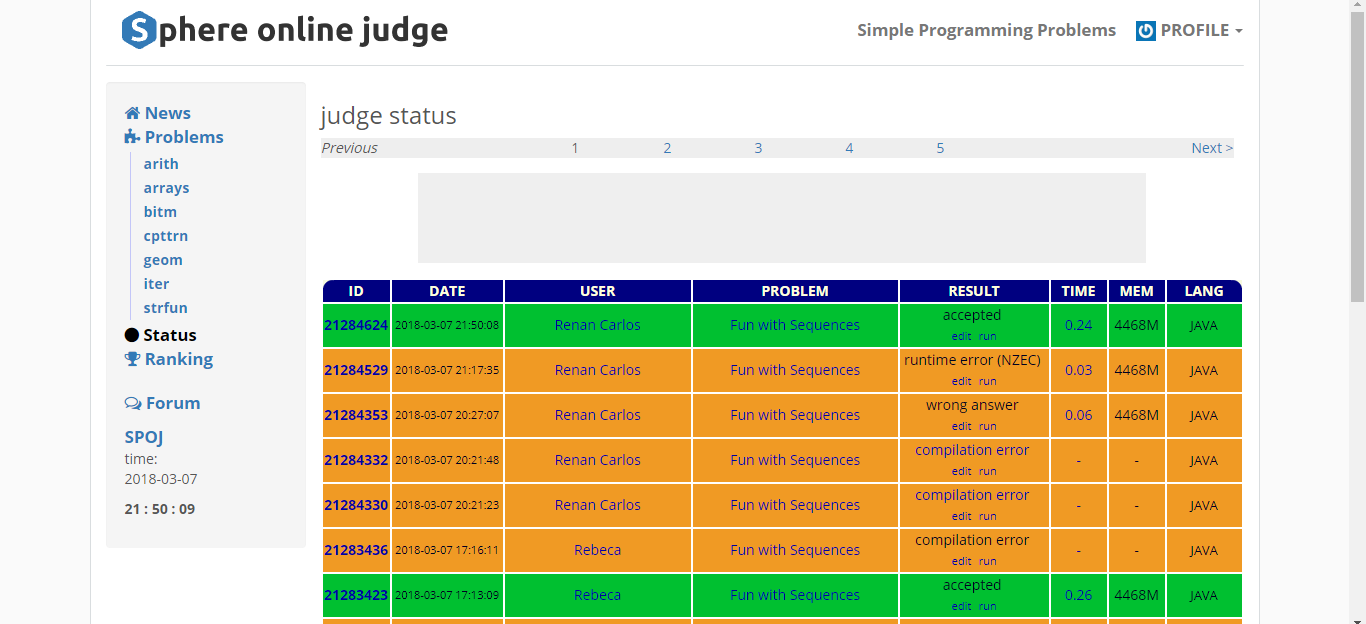 Sphere online judge
Simple Programming Problems PROFILE
News
Problems
arith
arrays
bitm
cpttrn
geom
iter
strfun
Status
Ranking
Forum
SPOJ
time:
2018-03-07
21 : 50 : 09
judge status
Previous 1 2 3 4 5 Next >
ID DATE USER PROBLEM RESULT TIME MEM LANG
21284624 2018-03-07 21:50:08 Renan Carlos Fun with Sequences accepted 0.24 4468M JAVA
edit run
21284529 2018-03-07 21:17:35 Renan Carlos Fun with Sequences runtime error (NZEC) 0.03 4468M JAVA
edit run
21284353 2018-03-07 20:27:07 Renan Carlos Fun with Sequences wrong answer 0.06 4468M JAVA
edit run
21284332 2018-03-07 20:21:48 Renan Carlos Fun with Sequences compilation error - - JAVA
edit run
21284330 2018-03-07 20:21:23 Renan Carlos Fun with Sequences compilation error - - JAVA
edit run
21283436 2018-03-07 17:16:11 Rebeca Fun with Sequences compilation error - - JAVA
edit run
21283423 2018-03-07 17:13:09 Rebeca Fun with Sequences accepted 0.26 4468M JAVA
edit run